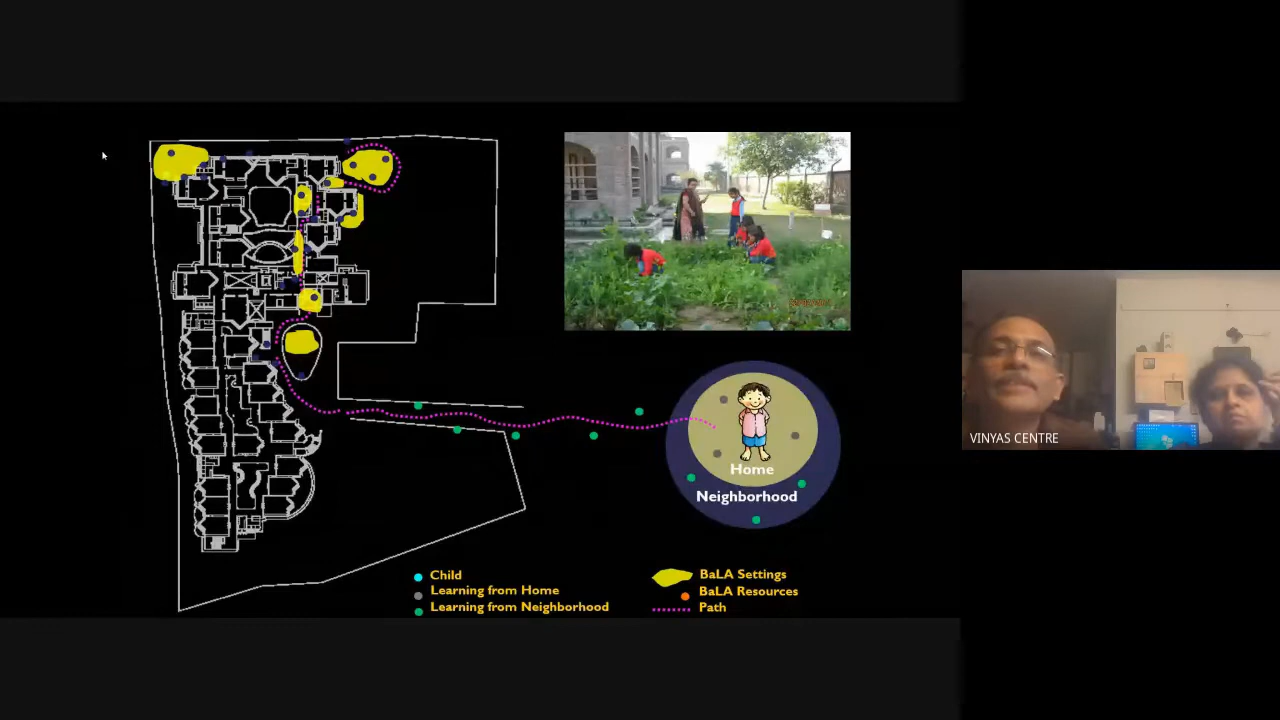 Home
Neighborhood
Child
Learning from Home
Learning from Neighborhood
BaLA Settings
BaLA Resources
Path
VINYAS CENTRE